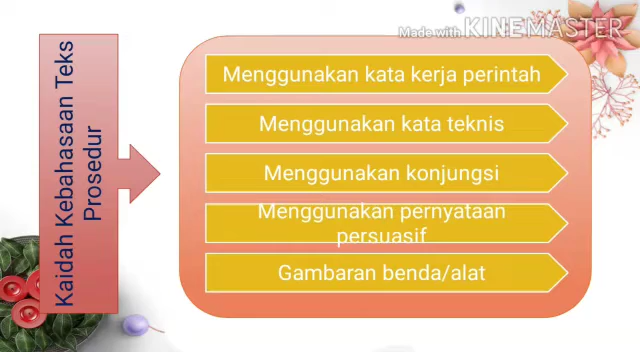 Made with KINEMASTER
Kaidah Kebahasaan Teks
Prosedur
Menggunakan kata kerja perintah
Menggunakan kata teknis
Menggunakan konjungsi
Menggunakan pernyataan
persuasif
Gambaran benda/alat